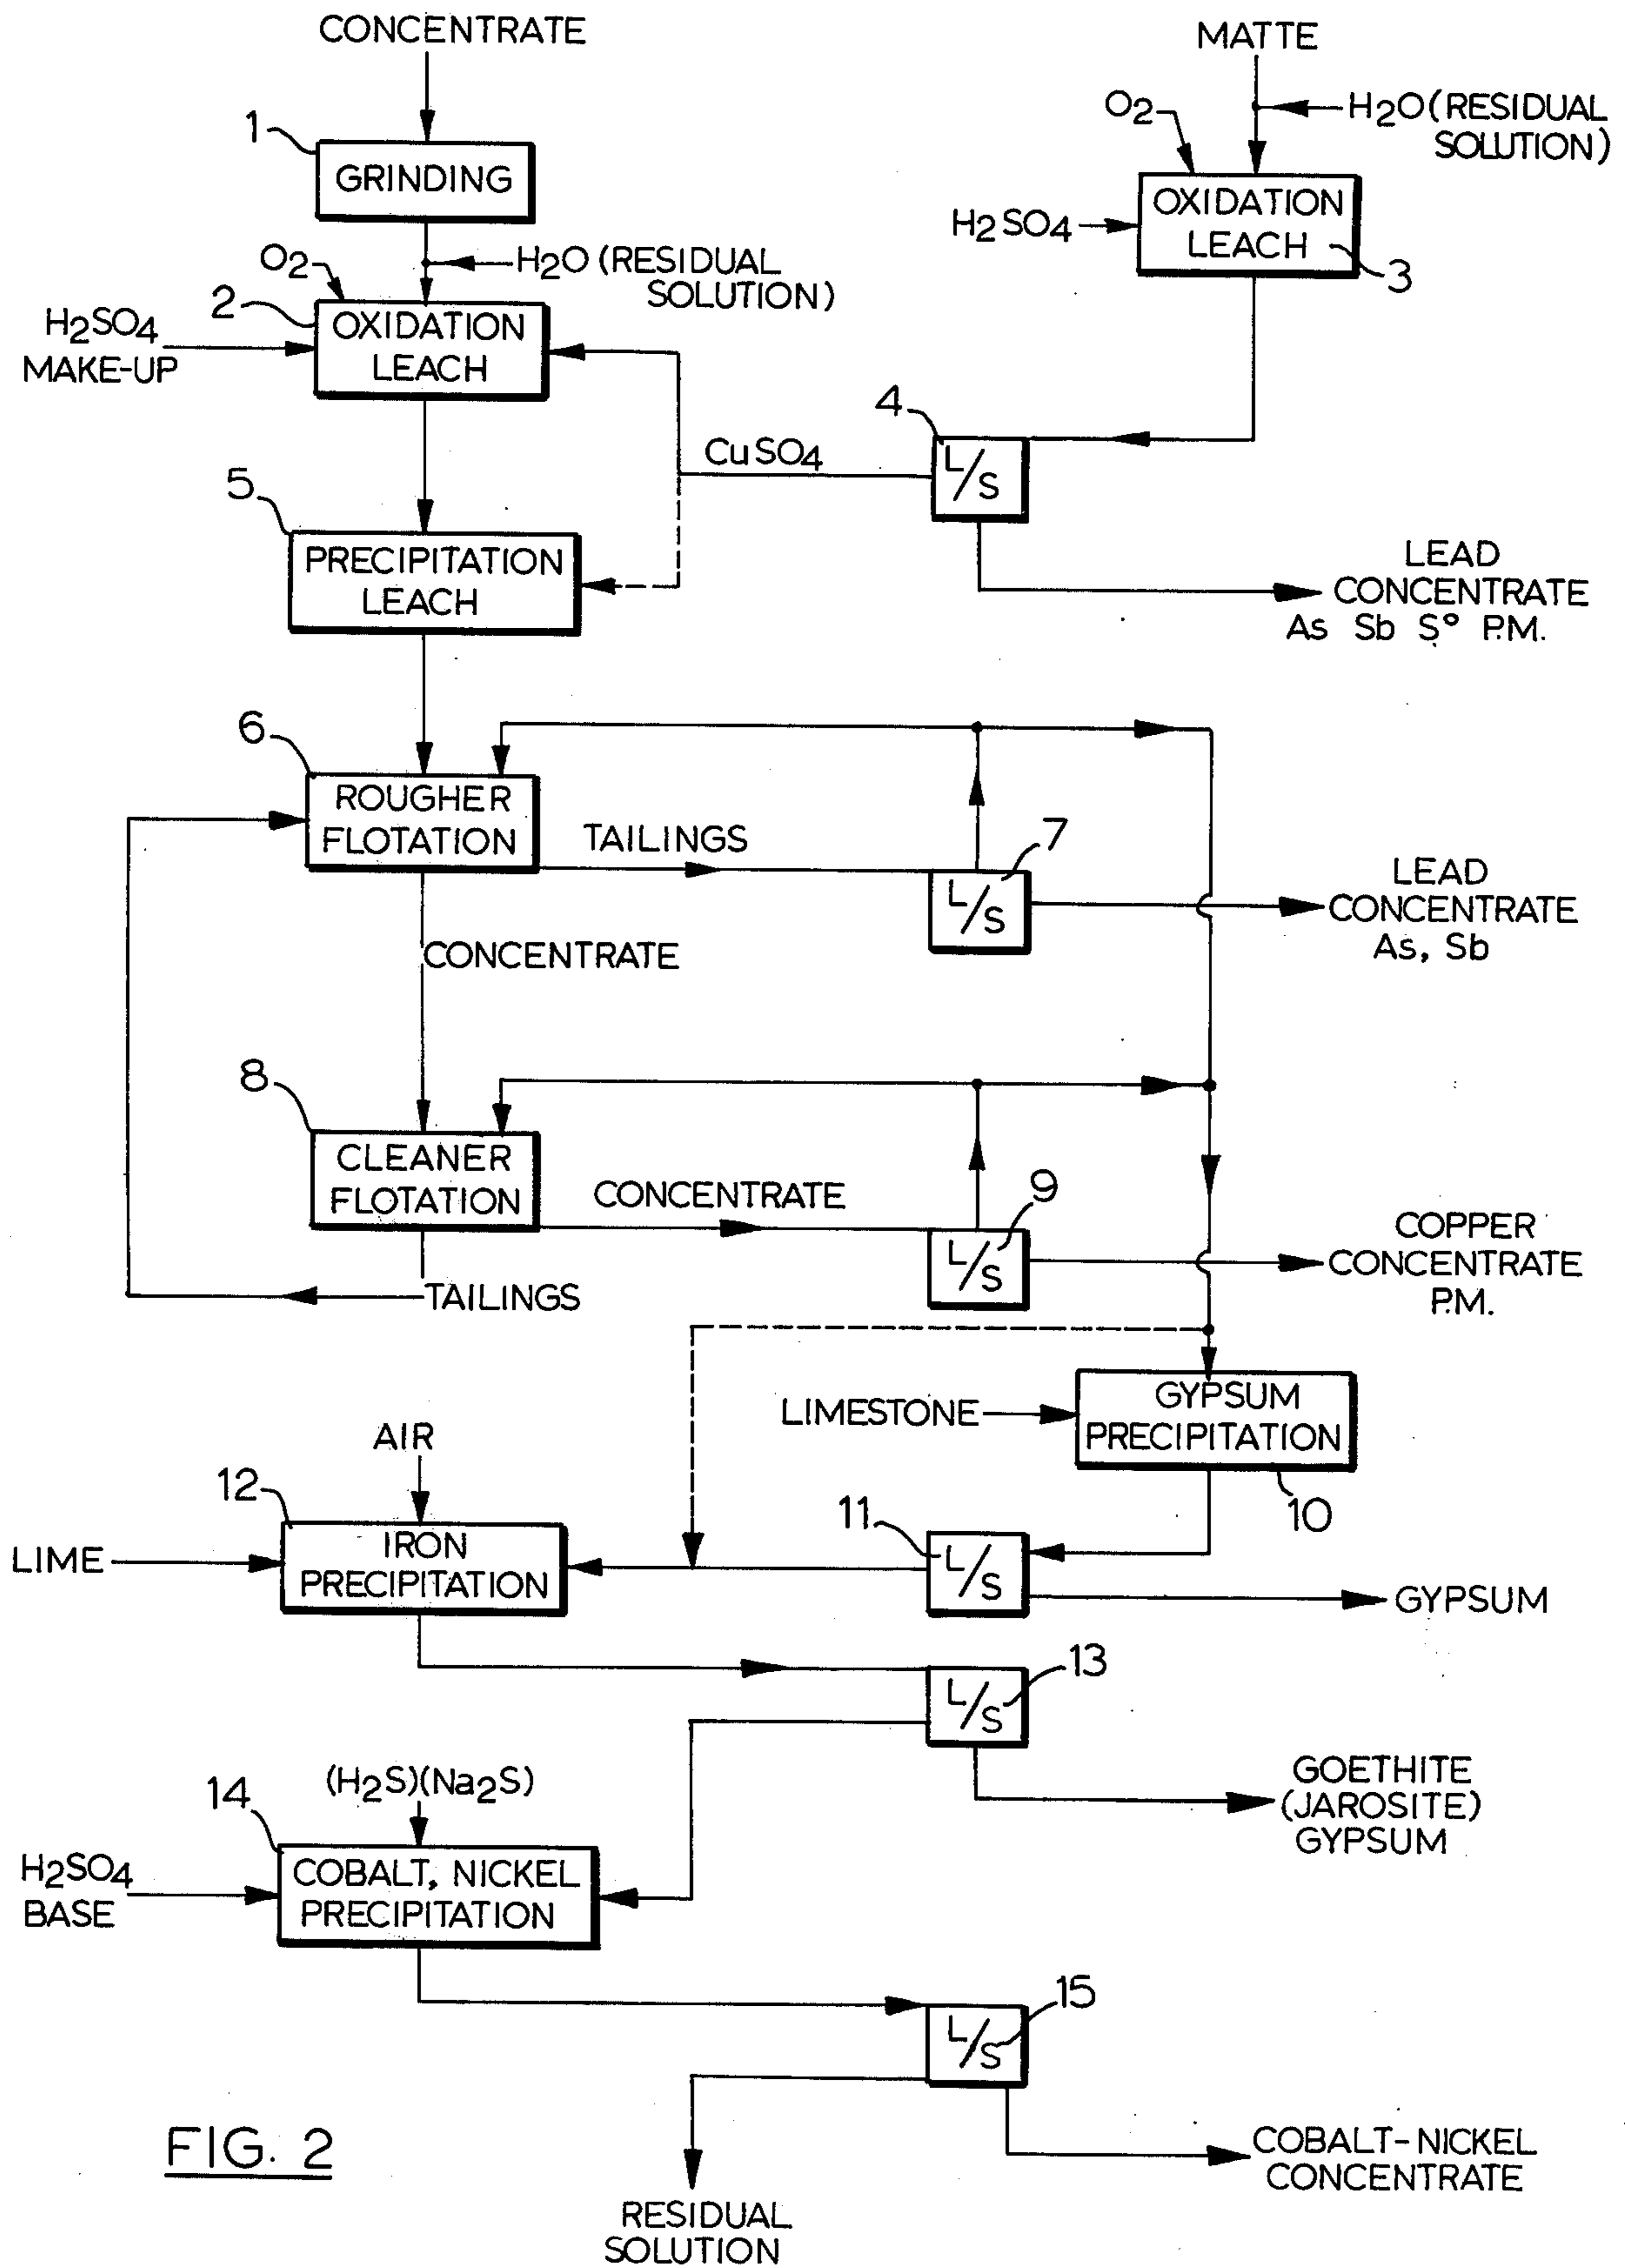 CONCENTRATE
MATTE
O2
H2O (RESIDUAL
SOLUTION)
1
GRINDING
H2SO4
OXIDATION
LEACH
3
O2
H2O (RESIDUAL
SOLUTION)
2
H2SO4
MAKE-UP
OXIDATION
LEACH
4
L/S
CuSO4
5
PRECIPITATION
LEACH
LEAD
CONCENTRATE
As Sb S° P.M.
6
ROUGHER
FLOTATION
TAILINGS
7
L/S
LEAD
CONCENTRATE
As, Sb
CONCENTRATE
8
CLEANER
FLOTATION
CONCENTRATE
9
L/S
COPPER
CONCENTRATE
P.M.
TAILINGS
LIMESTONE
GYPSUM
PRECIPITATION
10
AIR
12
LIME
IRON
PRECIPITATION
11
L/S
GYPSUM
13
L/S
GOETHITE
(JAROSITE)
GYPSUM
14
(H2S)(Na2S)
H2SO4
BASE
COBALT, NICKEL
PRECIPITATION
15
L/S
COBALT-NICKEL
CONCENTRATE
RESIDUAL
SOLUTION
FIG. 2